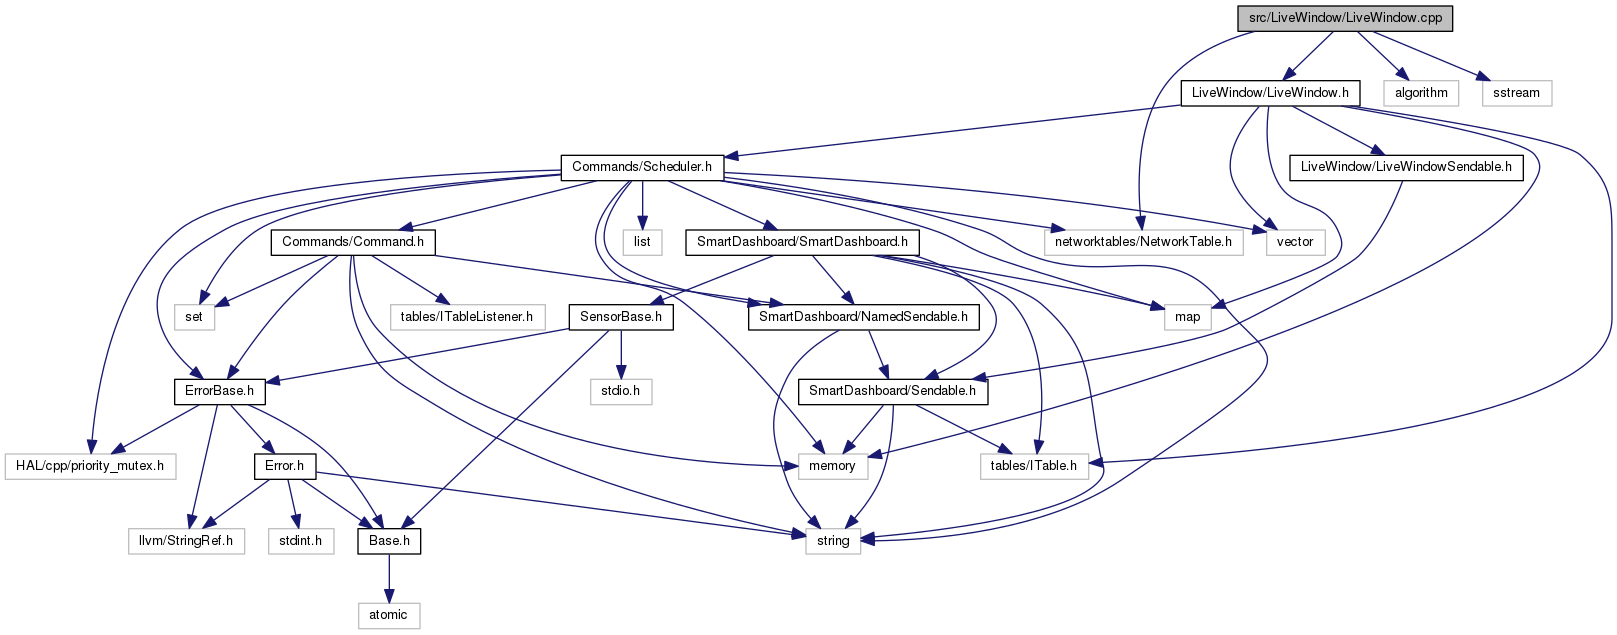 src/LiveWindow/LiveWindow.cpp
LiveWindow/LiveWindow.h
algorithm
sstream
Commands/Scheduler.h
LiveWindow/LiveWindowSendable.h
Commands/Command.h
list
SmartDashboard/SmartDashboard.h
networktables/NetworkTable.h
vector
set
tables/ITableListener.h
SensorBase.h
SmartDashboard/NamedSendable.h
map
ErrorBase.h
stdio.h
SmartDashboard/Sendable.h
HAL/cpp/priority_mutex.h
Error.h
memory
tables/ITable.h
llvm/StringRef.h
stdint.h
Base.h
string
atomic